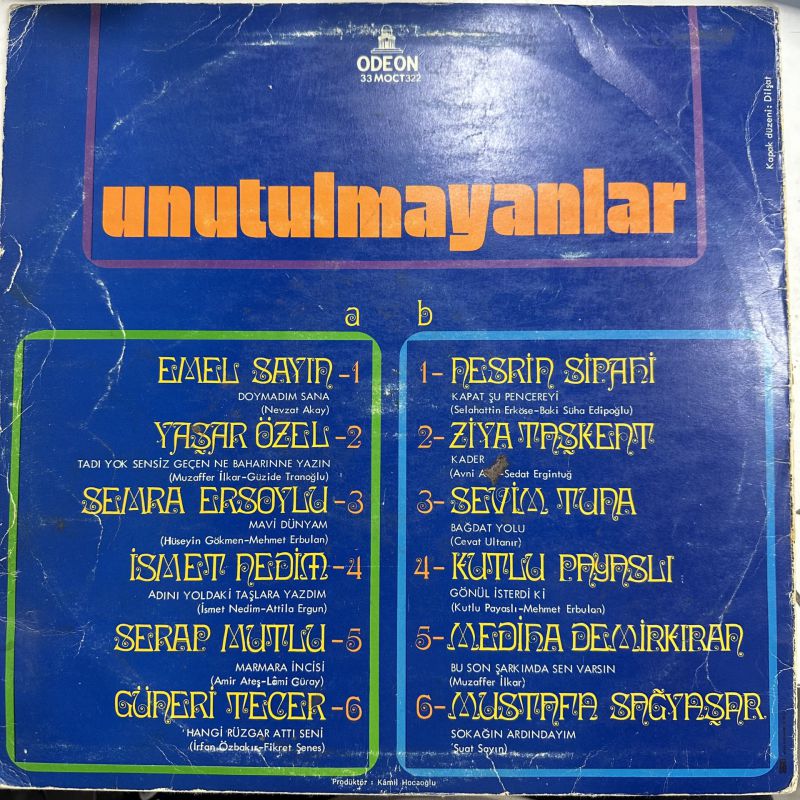 ODEON
33 MOCT322
Kapak düzeni: Dilşat
unutulmayanlar
a
EMEL SAYIN -1
DOYMADIM SANA
(Nevzat Akay)
YAŞAR ÖZEL -2
TADI YOK SENSİZ GEÇEN NE BAHARINNE YAZIN
(Muzaffer İlkar-Güzide Tranoğlu)
SEMRA ERSOYLU -3
MAVİ DÜNYAM
(Hüseyin Gökmen-Mehmet Erbulan)
İSMET NEDİM -4
ADINI YOLDAKİ TAŞLARA YAZDIM
(İsmet Nedim-Attila Ergun)
SERAP MUTLU -5
MARMARA İNCİSİ
(Amir Ateş-Lâmi Güray)
GÜNERİ TECER -6
HANGİ RÜZGAR ATTI SENİ
(İrfan Özbakır-Fikret Şeneş)
b
1- NESRİN SİPAHİ
KAPAT ŞU PENCEREYİ
(Selahattin Erköse-Baki Süha Edipoğlu)
2- ZİYA TAŞKENT
KADER
(Avni -Sedat Ergintuğ
3- SEVİM TUNA
BAĞDAT YOLU
(Cevat Ultanır)
4- KUTLU PAYASLI
GÖNÜL İSTERDİ Kİ
(Kutlu Payaslı-Mehmet Erbulan)
5- MEDİHA DEMİRKIRAN
BU SON ŞARKIMDA SEN VARSIN
(Muzaffer İlkar)
6- MUSTAFA SAĞYAŞAR
SOKAĞIN ARDINDAYIM
(Suat Sayın)
Prodüktör : Kâmil Hocaoğlu